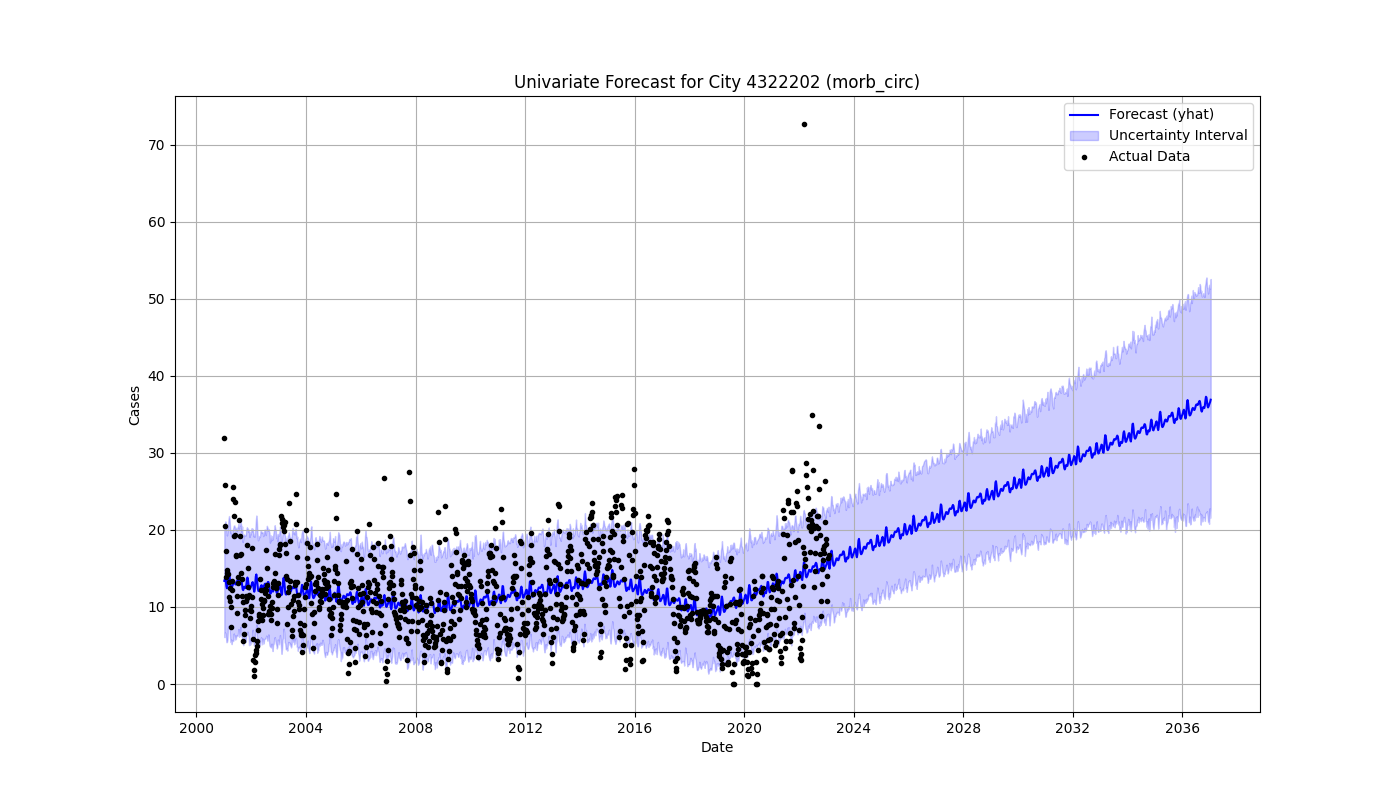 Univariate Forecast for City 4322202 (morb_circ)
Forecast (yhat)
Uncertainty Interval
Actual Data
70
60
50
40
30
20
10
0
Cases
2000 2004 2008 2012 2016 2020 2024 2028 2032 2036
Date